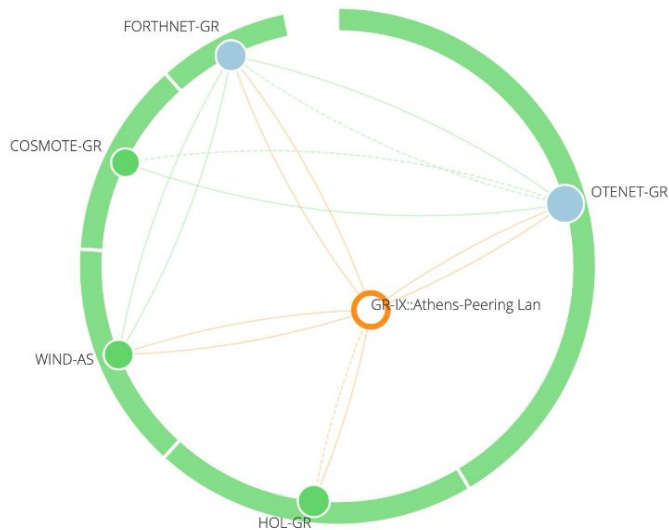 FORTHNET-GR
COSMOTE-GR
OTENET-GR
GR-IX::Athens-Peering Lan
WIND-AS
HOL-GR